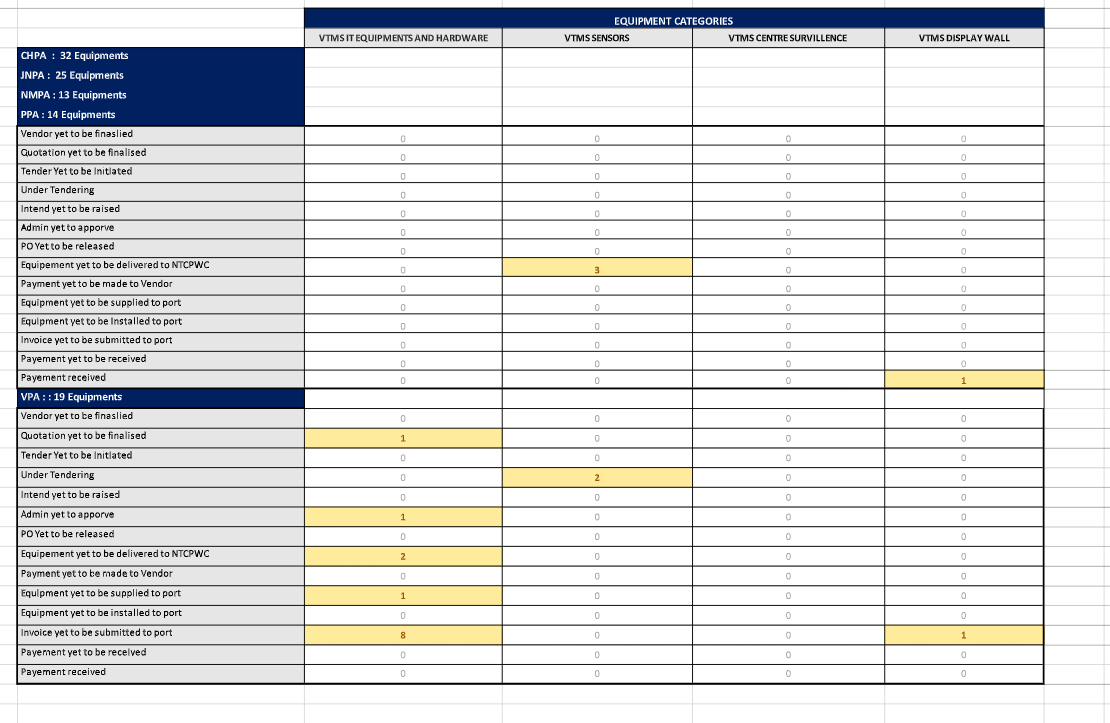 EQUIPMENT CATEGORIES
VTMS IT EQUIPMENTS AND HARDWARE VTMS SENSORS VTMS CENTRE SURVILLENCE VTMS DISPLAY WALL
CHPA : 32 Equipments
JNPA : 25 Equipments
NMPA : 13 Equipments
PPA : 14 Equipments
Vendor yet to be finaslied 0 0 0 0
Quotation yet to be finalised 0 0 0 0
Tender Yet to be Initiated 0 0 0 0
Under Tendering 0 0 0 0
Intend yet to be raised 0 0 0 0
Admin yet to apporve 0 0 0 0
PO Yet to be released 0 0 0 0
Equipement yet to be delivered to NTCPWC 0 3 0 0
Payment yet to be made to Vendor 0 0 0 0
Equipment yet to be supplied to port 0 0 0 0
Equipment yet to be Installed to port 0 0 0 0
Invoice yet to be submitted to port 0 0 0 0
Payement yet to be received 0 0 0 0
Payement received 0 0 0 1
VPA : : 19 Equipments
Vendor yet to be finaslied 0 0 0 0
Quotation yet to be finalised 1 0 0 0
Tender Yet to be Initiated 0 0 0 0
Under Tendering 0 2 0 0
Intend yet to be raised 0 0 0 0
Admin yet to apporve 1 0 0 0
PO Yet to be released 0 0 0 0
Equipement yet to be delivered to NTCPWC 2 0 0 0
Payment yet to be made to Vendor 0 0 0 0
Equipment yet to be supplied to port 1 0 0 0
Equipment yet to be installed to port 0 0 0 0
Invoice yet to be submitted to port 8 0 0 1
Payement yet to be received 0 0 0 0
Payement received 0 0 0 0